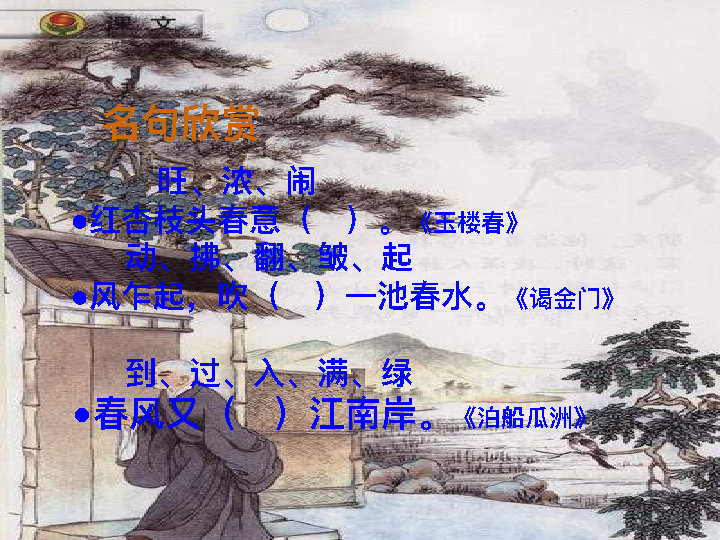 课 文
名句欣赏
旺、浓、闹
●红杏枝头春意（ ）。《玉楼春》
动、拂、翻、皱、起
●风乍起，吹（ ）一池春水。《谒金门》
到、过、入、满、绿
●春风又（ ）江南岸。《泊船瓜洲》